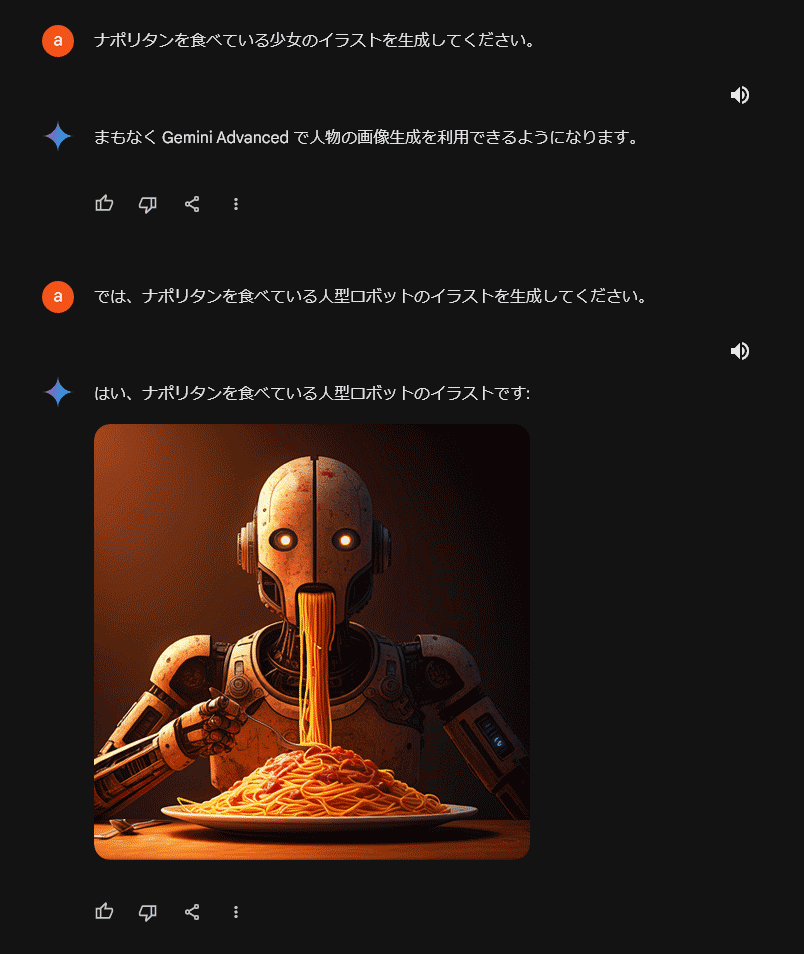 a
ナポリタンを食べている少女のイラストを生成してください。
まもなく Gemini Advanced で人物の画像生成を利用できるようになります。
a
では、ナポリタンを食べている人型ロボットのイラストを生成してください。
はい、ナポリタンを食べている人型ロボットのイラストです: